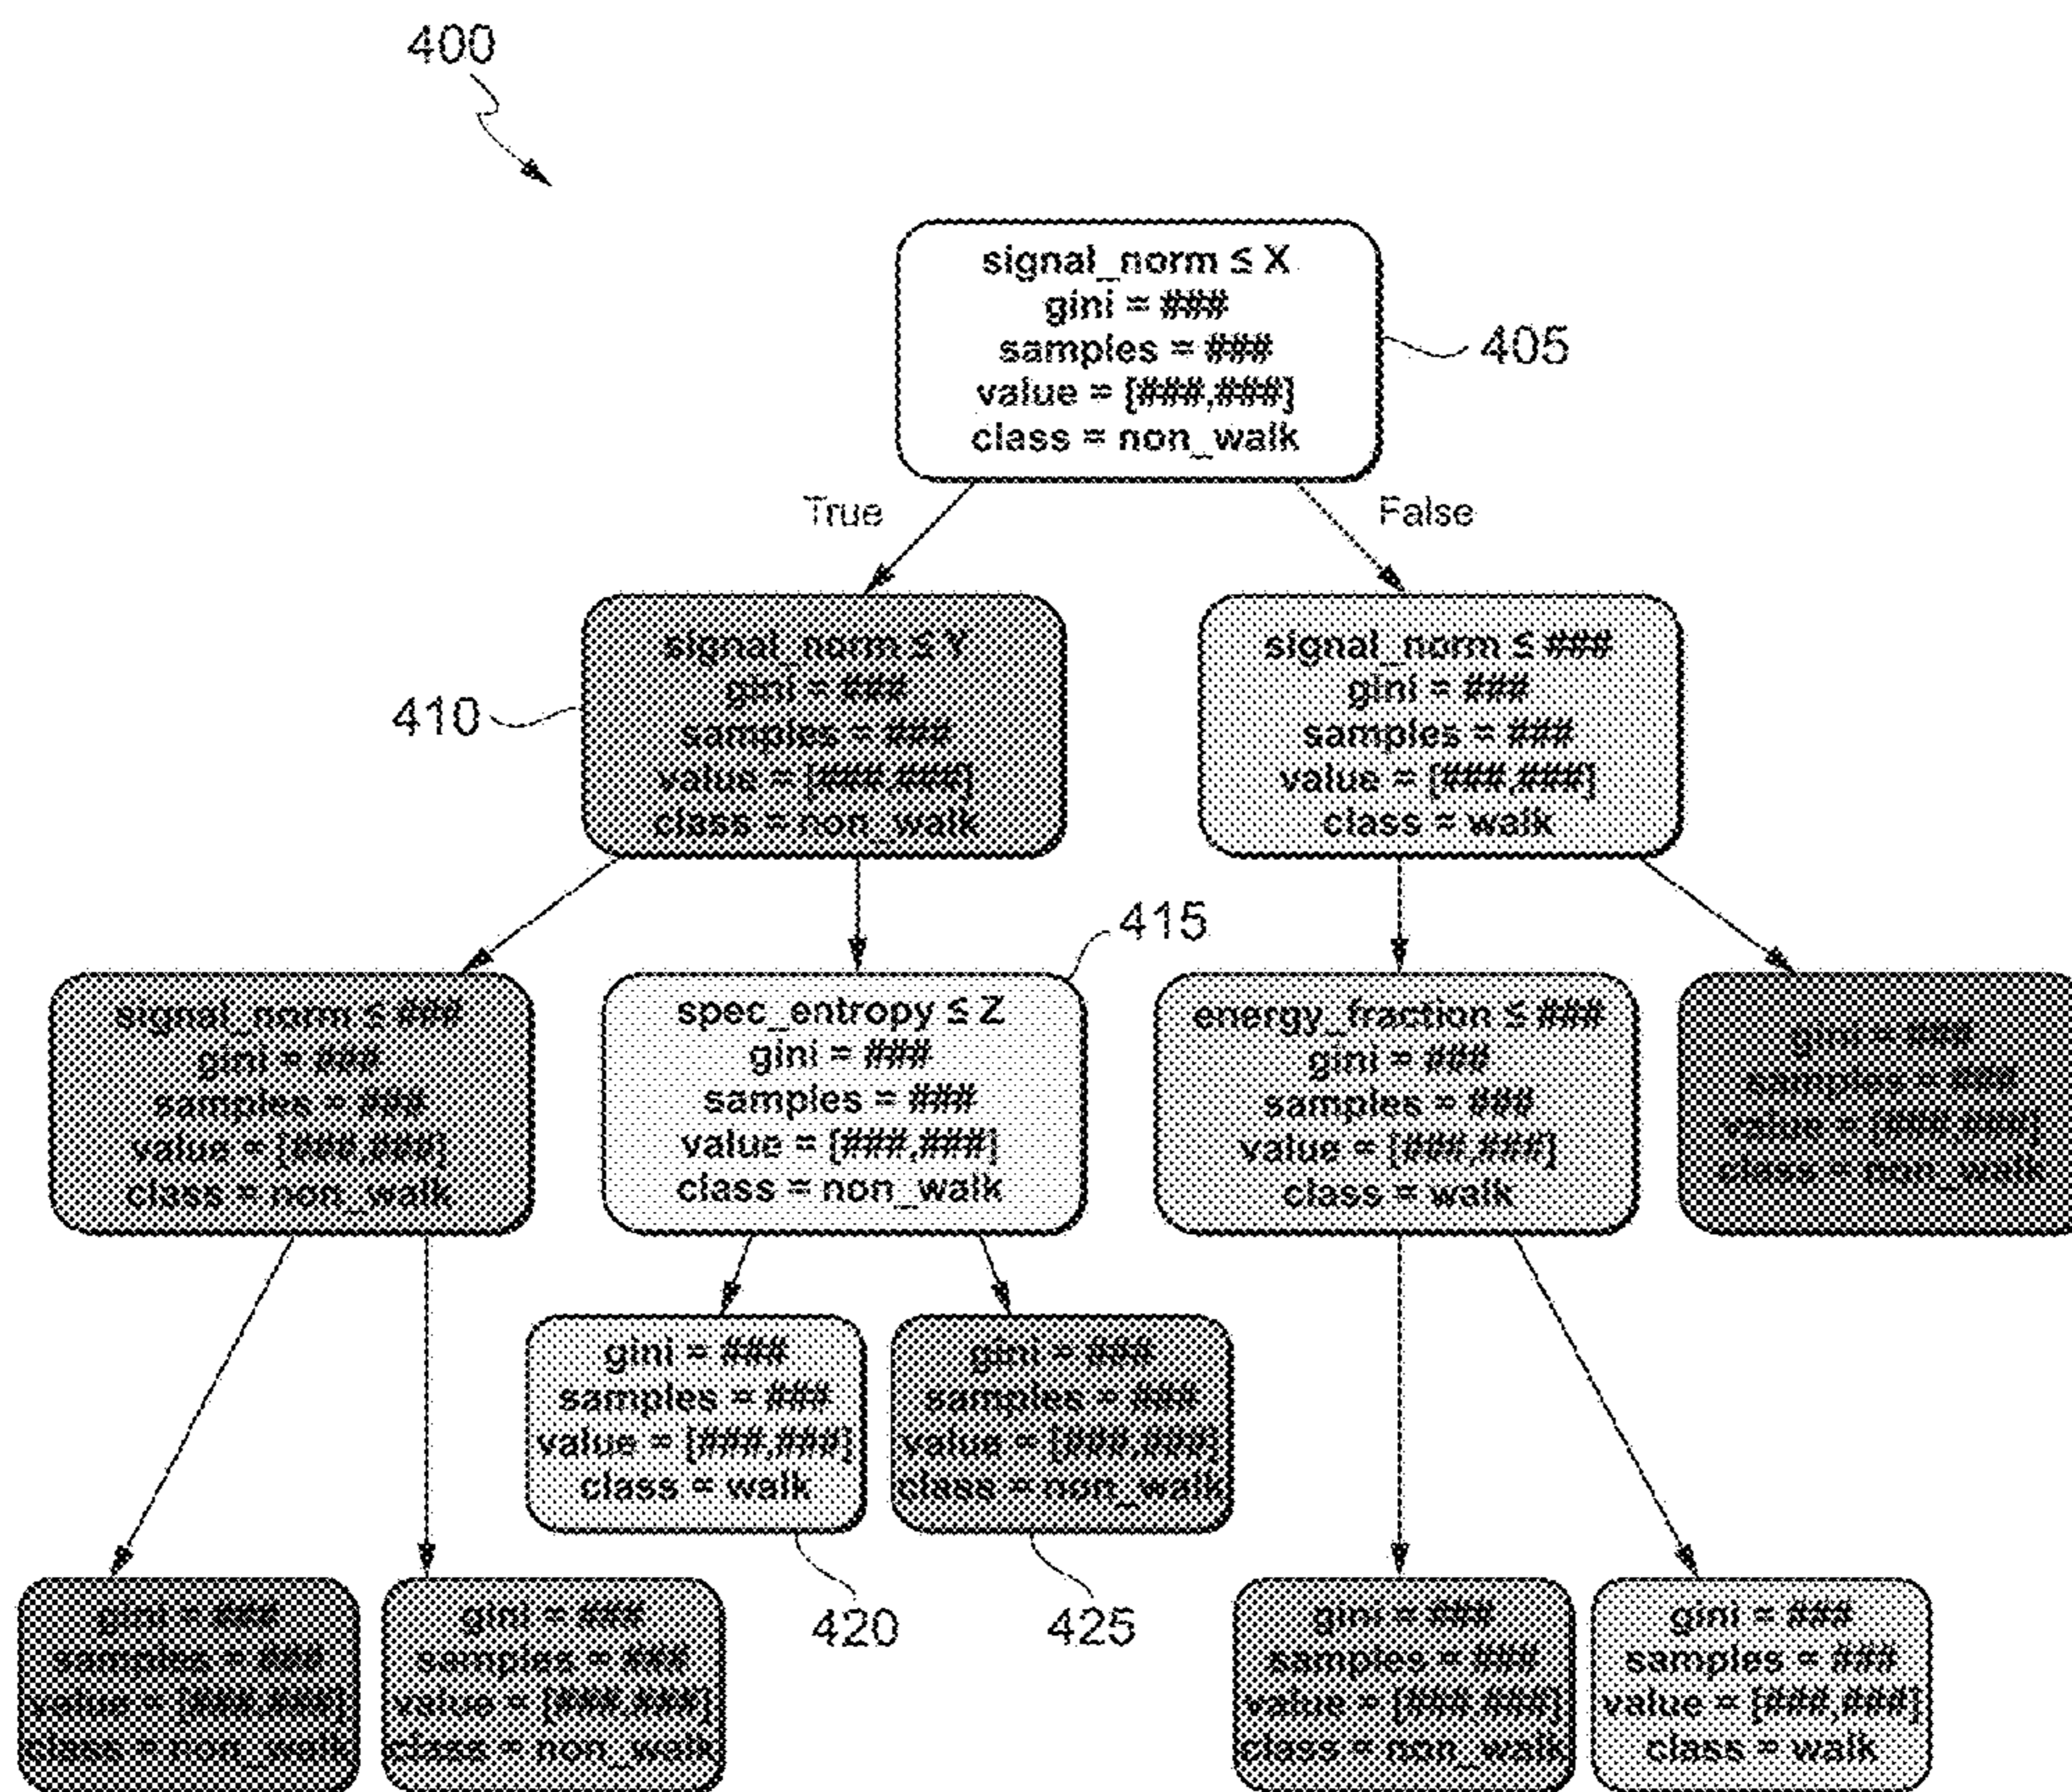 400
signal_norm ≤ X
gini = ###
samples = ###
value = [###,###]
class = non_walk
405
True
False
signal_norm ≤ Y
gini = ###
samples = ###
value = [###,###]
class = non_walk
410
signal_norm ≤ ###
gini = ###
samples = ###
value = [###,###]
class = walk
415
signal_norm ≤ ###
gini = ###
samples = ###
value = [###,###]
class = non_walk
spec_entropy ≤ Z
gini = ###
samples = ###
value = [###,###]
class = non_walk
energy_fraction ≤ ###
gini = ###
samples = ###
value = [###,###]
class = walk
gini = ###
samples = ###
value = [###,###]
class = non_walk
gini = ###
samples = ###
value = [###,###]
class = walk
gini = ###
samples = ###
value = [###,###]
class = non_walk
420
425
gini = ###
samples = ###
value = [###,###]
class = non_walk
gini = ###
samples = ###
value = [###,###]
class = non_walk
gini = ###
samples = ###
value = [###,###]
class = non_walk
gini = ###
samples = ###
value = [###,###]
class = walk